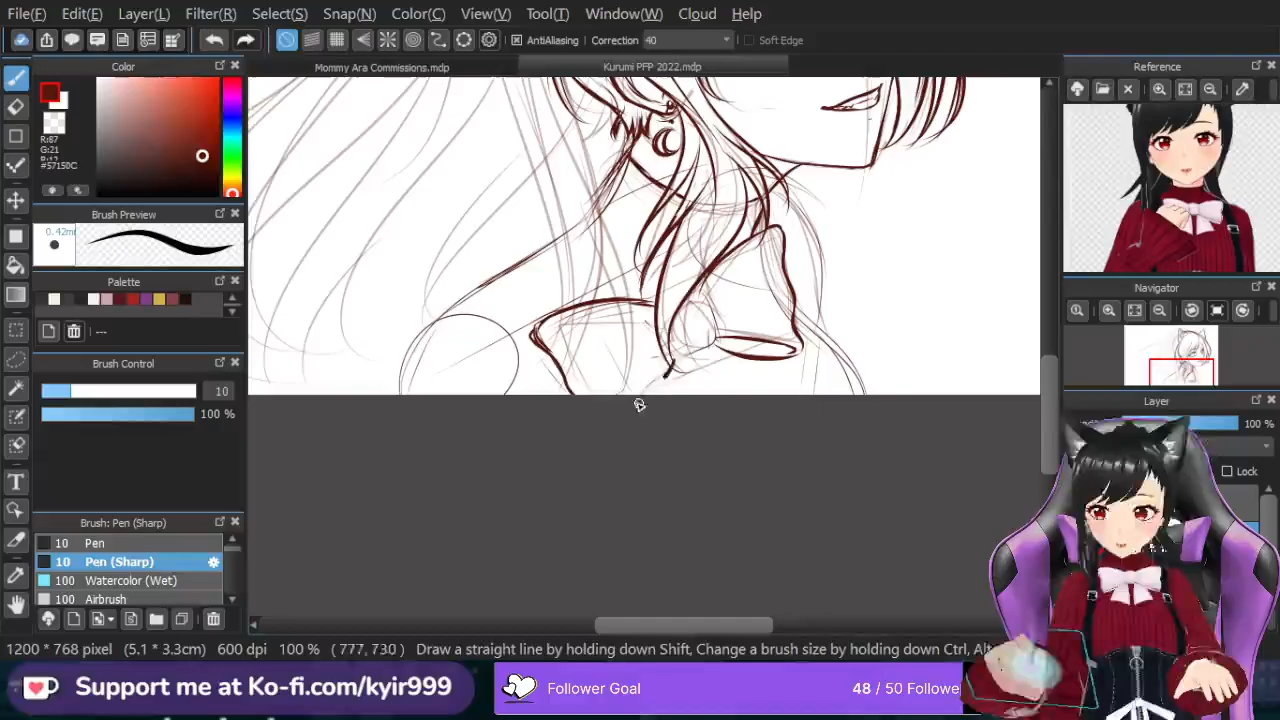 File(F) Edit(E) Layer(L) Filter(R) Select(S) Snap(N) Color(C) View(V) Tool(T) Window(W) Cloud Help
AntiAliasing Correction 40 Soft Edge
Color Mommy Ara Commissions.mdp Kurumi PFP 2022.mdp Reference
R:87
G:21
#57150C
Brush Preview
Palette
Navigator
---
Brush Control
10
100 %
Layer
100 %
Lock
Brush: Pen (Sharp)
10 Pen
10 Pen (Sharp)
100 Watercolor (Wet)
100 Airbrush
1200 * 768 pixel (5.1 * 3.3cm) 600 dpi 100 % ( 777, 730 ) Draw a straight line by holding down Shift, Change a brush size by holding down Ctrl, Alt
Support me at Ko-fi.com/kyir999
Follower Goal 48 / 50 Followe